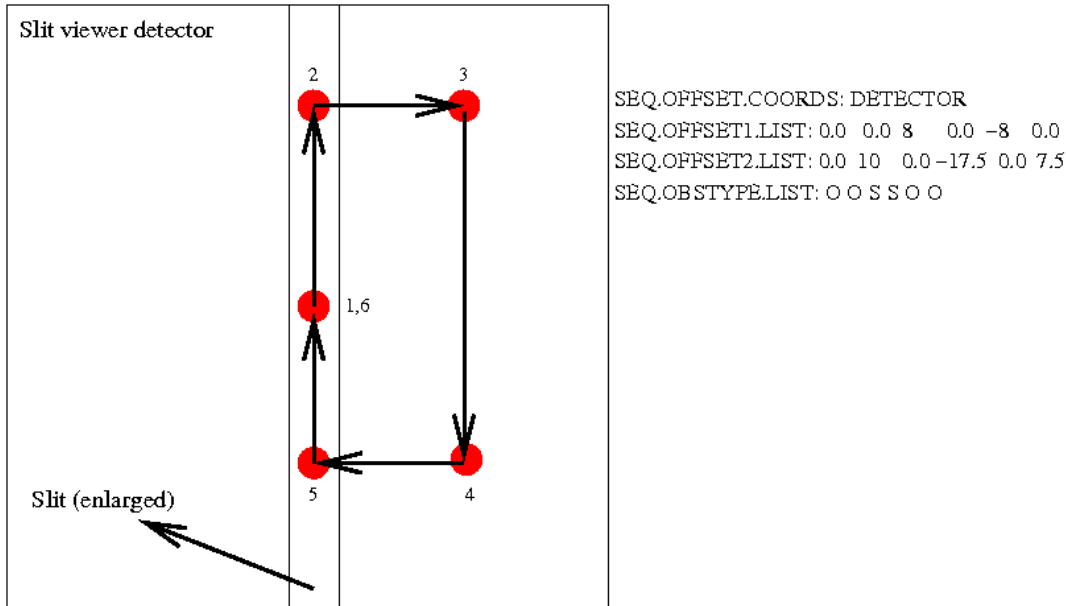 Slit viewer detector
2
3
SEQ.OFFSET.COORDS: DETECTOR
SEQ.OFFSET1.LIST: 0.0 0.0 8 0.0 −8 0.0
SEQ.OFFSET2.LIST: 0.0 10 0.0 −17.5 0.0 7.5
SEQ.OBSTYPE.LIST: O O S S O O
1,6
5
4
Slit (enlarged)